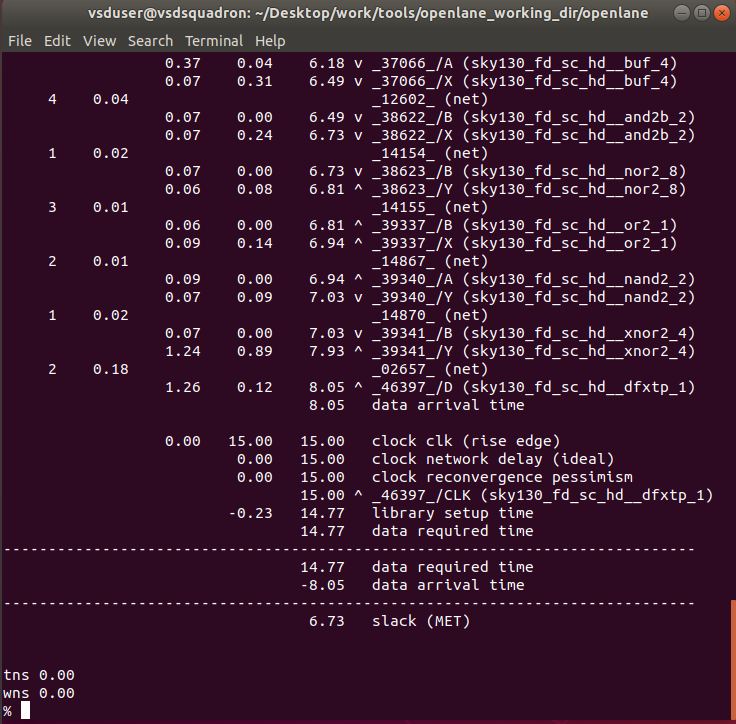 vsduser@vsdsquadron: ~/Desktop/work/tools/openlane_working_dir/openlane
File Edit View Search Terminal Help
0.37 0.04 6.18 v _37066_/A (sky130_fd_sc_hd__buf_4)
0.07 0.31 6.49 v _37066_/X (sky130_fd_sc_hd__buf_4)
4 0.04 _12602_ (net)
0.07 0.00 6.49 v _38622_/B (sky130_fd_sc_hd__and2b_2)
0.07 0.24 6.73 v _38622_/X (sky130_fd_sc_hd__and2b_2)
1 0.02 _14154_ (net)
0.07 0.00 6.73 v _38623_/B (sky130_fd_sc_hd__nor2_8)
0.06 0.08 6.81 ^ _38623_/Y (sky130_fd_sc_hd__nor2_8)
3 0.01 _14155_ (net)
0.06 0.00 6.81 ^ _39337_/B (sky130_fd_sc_hd__or2_1)
0.09 0.14 6.94 ^ _39337_/X (sky130_fd_sc_hd__or2_1)
2 0.01 _14867_ (net)
0.09 0.00 6.94 ^ _39340_/A (sky130_fd_sc_hd__nand2_2)
0.07 0.09 7.03 v _39340_/Y (sky130_fd_sc_hd__nand2_2)
1 0.02 _14870_ (net)
0.07 0.00 7.03 v _39341_/B (sky130_fd_sc_hd__xnor2_4)
1.24 0.89 7.93 ^ _39341_/Y (sky130_fd_sc_hd__xnor2_4)
2 0.18 _02657_ (net)
1.26 0.12 8.05 ^ _46397_/D (sky130_fd_sc_hd__dfxtp_1)
8.05 data arrival time
0.00 15.00 15.00 clock clk (rise edge)
0.00 15.00 clock network delay (ideal)
0.00 15.00 clock reconvergence pessimism
15.00 ^ _46397_/CLK (sky130_fd_sc_hd__dfxtp_1)
-0.23 14.77 library setup time
14.77 data required time
-----------------------------------------------------------------------------
14.77 data required time
-8.05 data arrival time
-----------------------------------------------------------------------------
6.73 slack (MET)
tns 0.00
wns 0.00
%